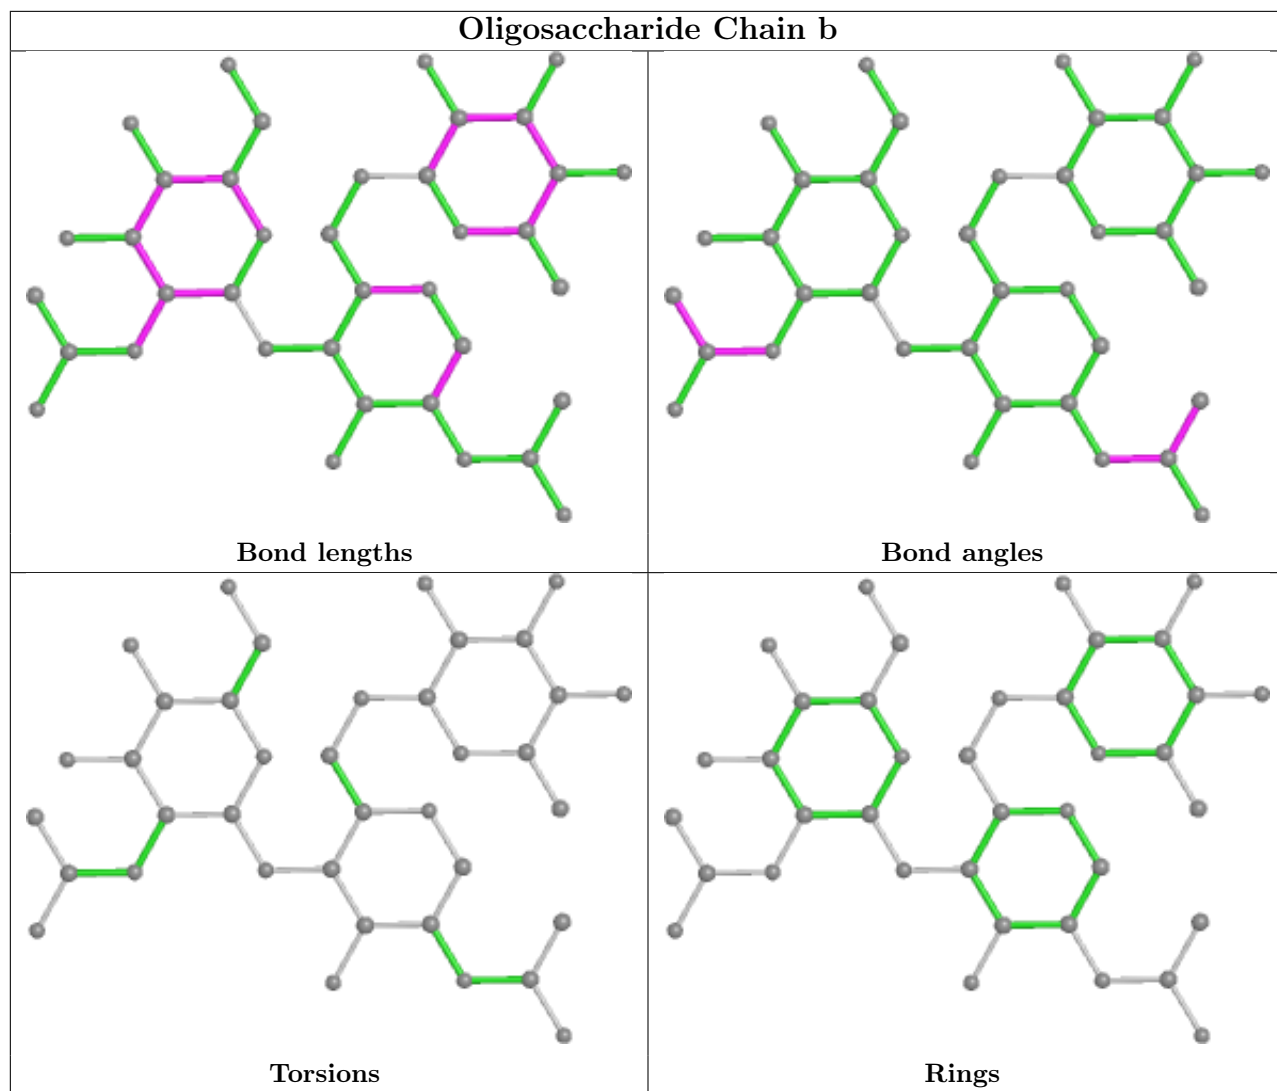 Oligosaccharide Chain b
Bond lengths
Bond angles
Torsions
Rings